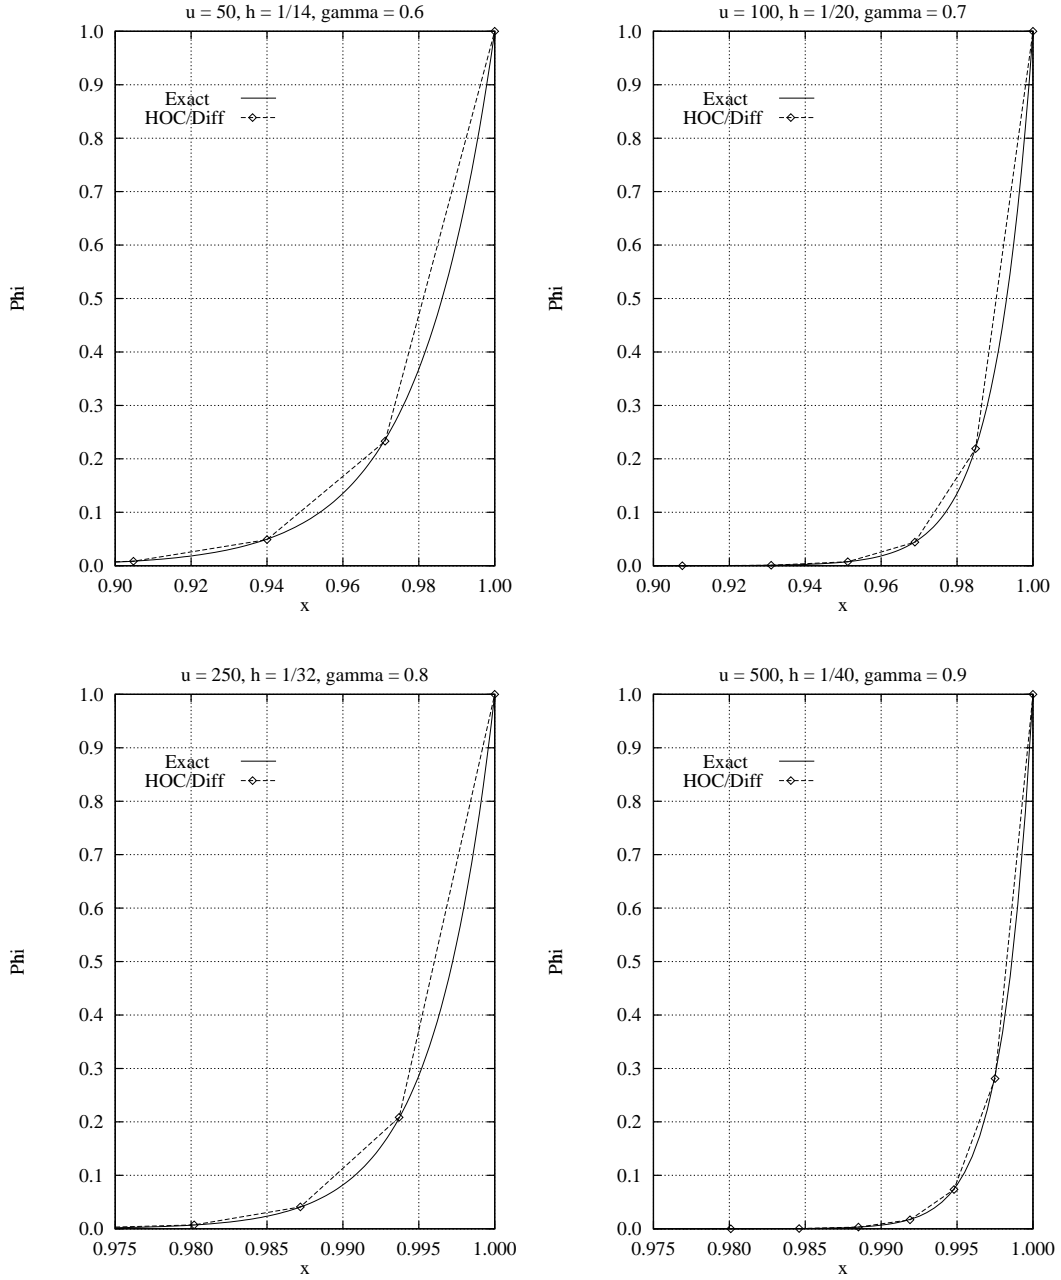 u = 50, h = 1/14, gamma = 0.6
1.0
0.9
0.8
0.7
0.6
0.5
0.4
0.3
0.2
0.1
0.0
Phi
Exact
HOC/Diff
0.90 0.92 0.94 0.96 0.98 1.00
x
u = 100, h = 1/20, gamma = 0.7
1.0
0.9
0.8
0.7
0.6
0.5
0.4
0.3
0.2
0.1
0.0
Phi
Exact
HOC/Diff
0.90 0.92 0.94 0.96 0.98 1.00
x
u = 250, h = 1/32, gamma = 0.8
1.0
0.9
0.8
0.7
0.6
0.5
0.4
0.3
0.2
0.1
0.0
Phi
Exact
HOC/Diff
0.975 0.980 0.985 0.990 0.995 1.000
x
u = 500, h = 1/40, gamma = 0.9
1.0
0.9
0.8
0.7
0.6
0.5
0.4
0.3
0.2
0.1
0.0
Phi
Exact
HOC/Diff
0.975 0.980 0.985 0.990 0.995 1.000
x